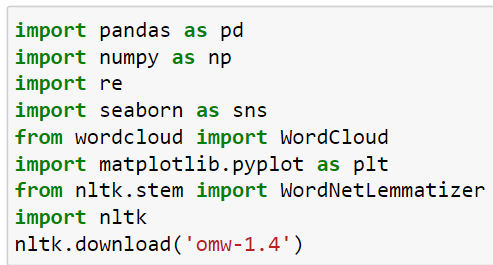 import pandas as pd
import numpy as np
import re
import seaborn as sns
from wordcloud import WordCloud
import matplotlib.pyplot as plt
from nltk.stem import WordNetLemmatizer
import nltk
nltk.download('omw-1.4')